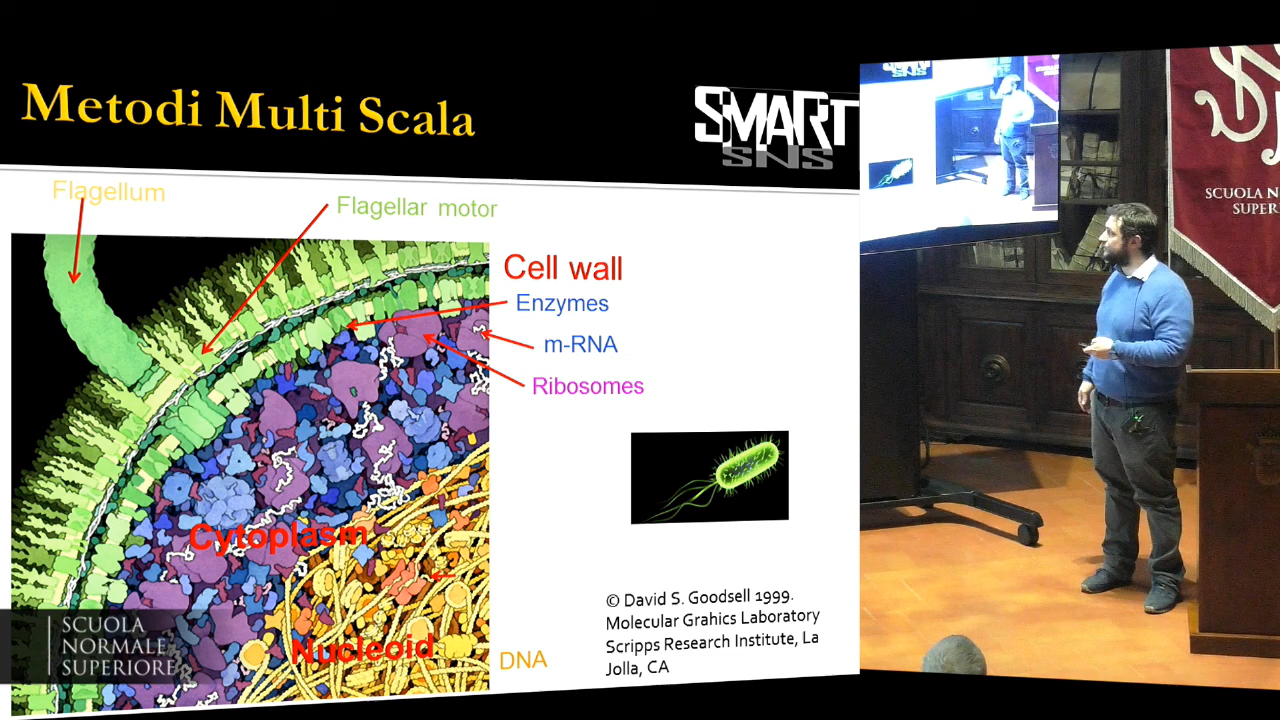 Metodi Multi Scala
SMART
SNS
Flagellum
Flagellar motor
Cell wall
Enzymes
m-RNA
Ribosomes
Cytoplasm
Nucleoid
DNA
© David S. Goodsell 1999.
Molecular Grahics Laboratory
Scripps Research Institute, La
Jolla, CA
SCUOLA
NORMALE
SUPERIORE
SNS
SCUOLA N
SUPER